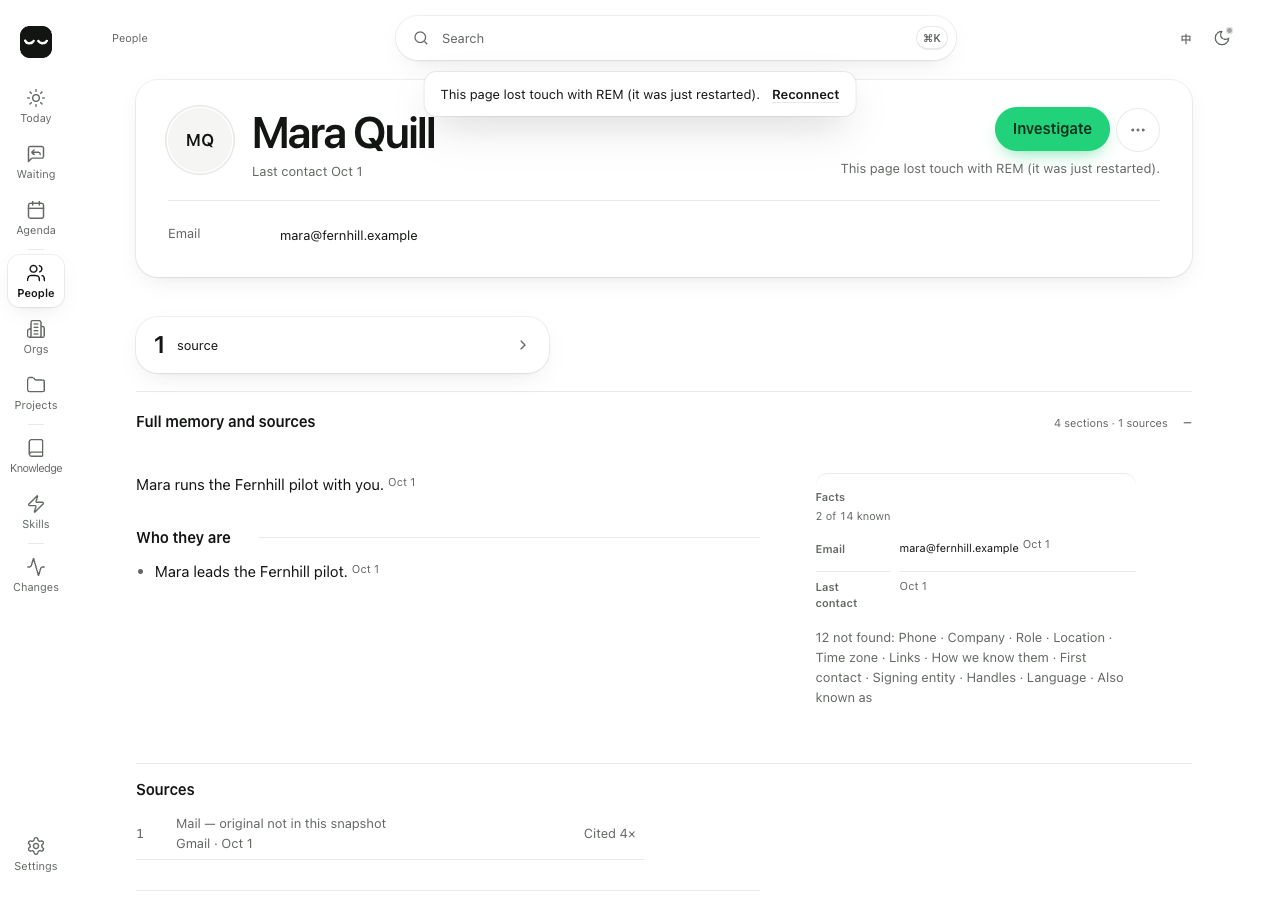 People
Search
⌘K
中
This page lost touch with REM (it was just restarted). Reconnect
Today
Waiting
Agenda
People
Orgs
Projects
Knowledge
Skills
Changes
Settings
MQ
Mara Quill
Last contact Oct 1
Investigate
This page lost touch with REM (it was just restarted).
Email mara@fernhill.example
1 source
Full memory and sources
4 sections · 1 sources
Mara runs the Fernhill pilot with you. Oct 1
Who they are
• Mara leads the Fernhill pilot. Oct 1
Facts
2 of 14 known
Email mara@fernhill.example Oct 1
Last
contact
Oct 1
12 not found: Phone · Company · Role · Location ·
Time zone · Links · How we know them · First
contact · Signing entity · Handles · Language · Also
known as
Sources
1
Mail — original not in this snapshot
Gmail · Oct 1
Cited 4×